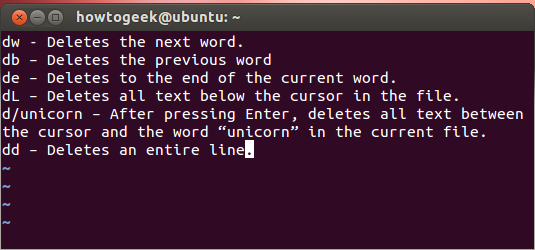 howtogeek@ubuntu: ~
dw - Deletes the next word.
db - Deletes the previous word
de - Deletes to the end of the current word.
dL - Deletes all text below the cursor in the file.
d/unicorn – After pressing Enter, deletes all text between
the cursor and the word “unicorn” in the current file.
dd – Deletes an entire line.
~
~
~
~